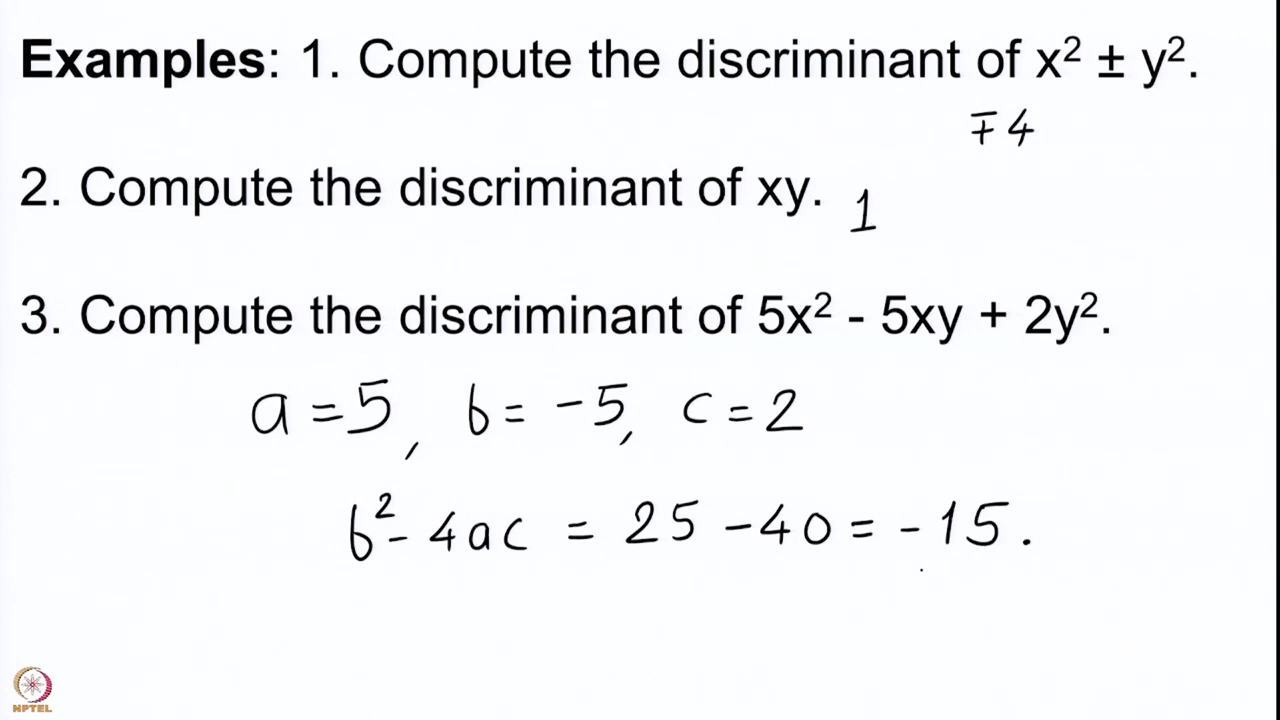 Examples: 1. Compute the discriminant of x² ± y².
∓4
2. Compute the discriminant of xy. 1
3. Compute the discriminant of 5x² - 5xy + 2y².
a = 5, b = -5, c = 2
b² - 4ac = 25 - 40 = -15.
NPTEL